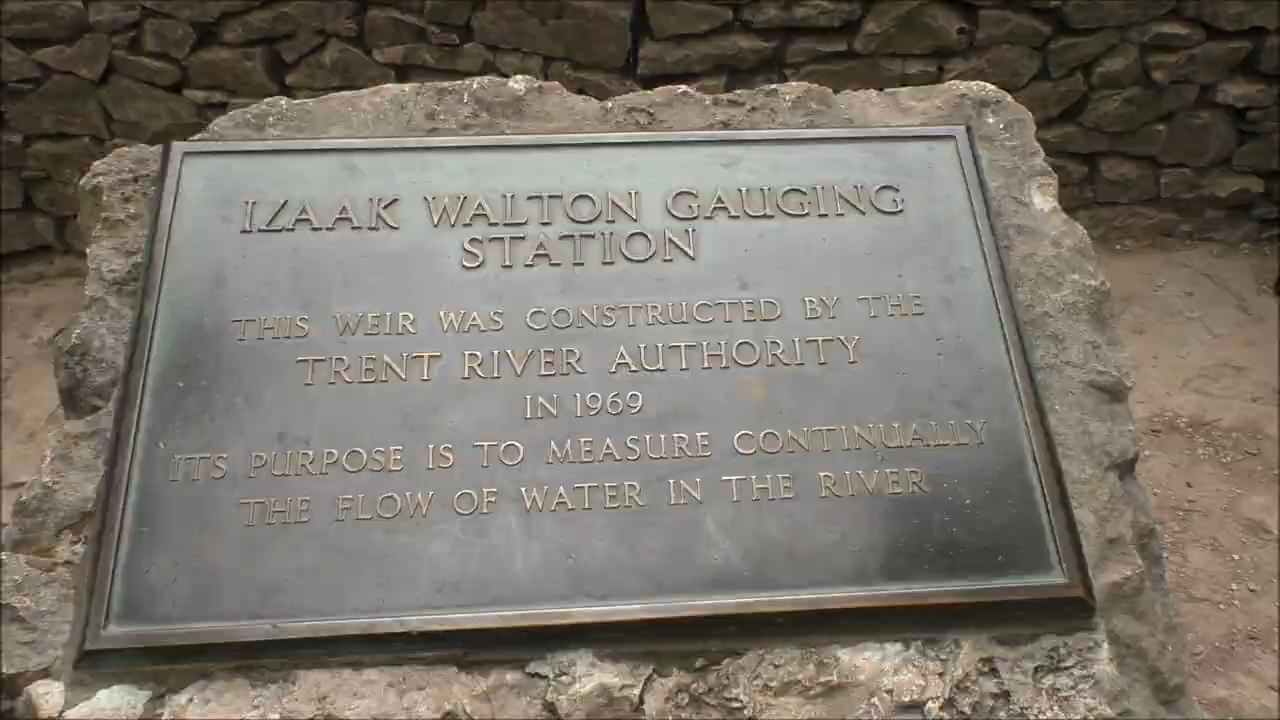 IZAAK WALTON GAUGING
STATION
THIS WEIR WAS CONSTRUCTED BY THE
TRENT RIVER AUTHORITY
IN 1969
ITS PURPOSE IS TO MEASURE CONTINUALLY
THE FLOW OF WATER IN THE RIVER